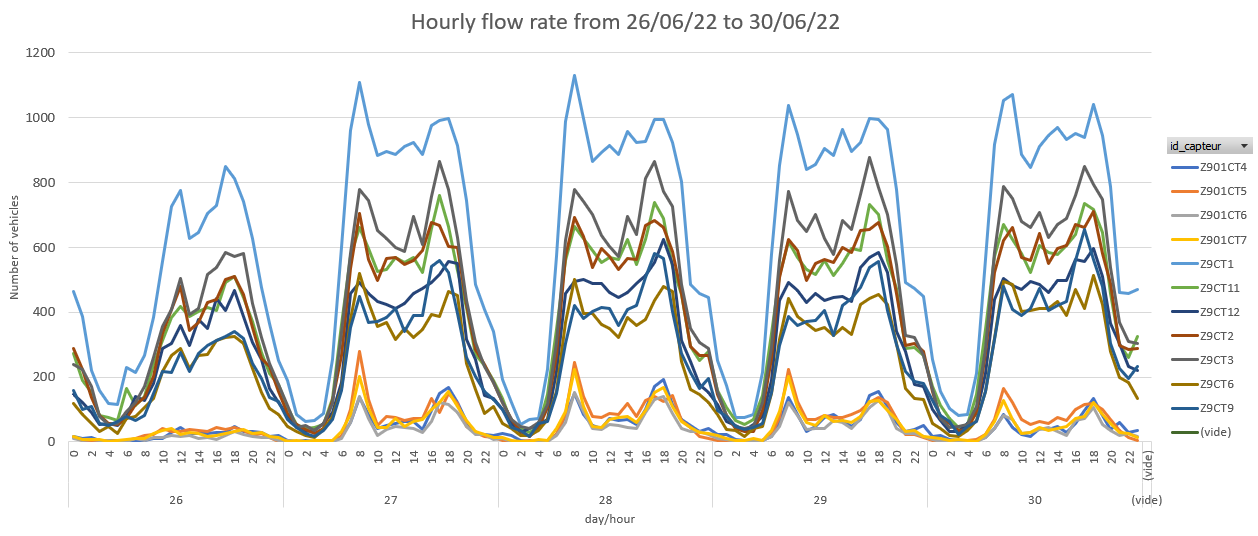 Hourly flow rate from 26/06/22 to 30/06/22
Number of vehicles
1200
1000
800
600
400
200
0
0 2 4 6 8 10 12 14 16 18 20 22 0 2 4 6 8 10 12 14 16 18 20 22 0 2 4 6 8 10 12 14 16 18 20 22 0 2 4 6 8 10 12 14 16 18 20 22 0 2 4 6 8 10 12 14 16 18 20 22 (vide)
26 27 28 29 30 (vide)
day/hour
id_capteur
Z901CT4
Z901CT5
Z901CT6
Z901CT7
Z9CT1
Z9CT11
Z9CT12
Z9CT2
Z9CT3
Z9CT6
Z9CT9
(vide)